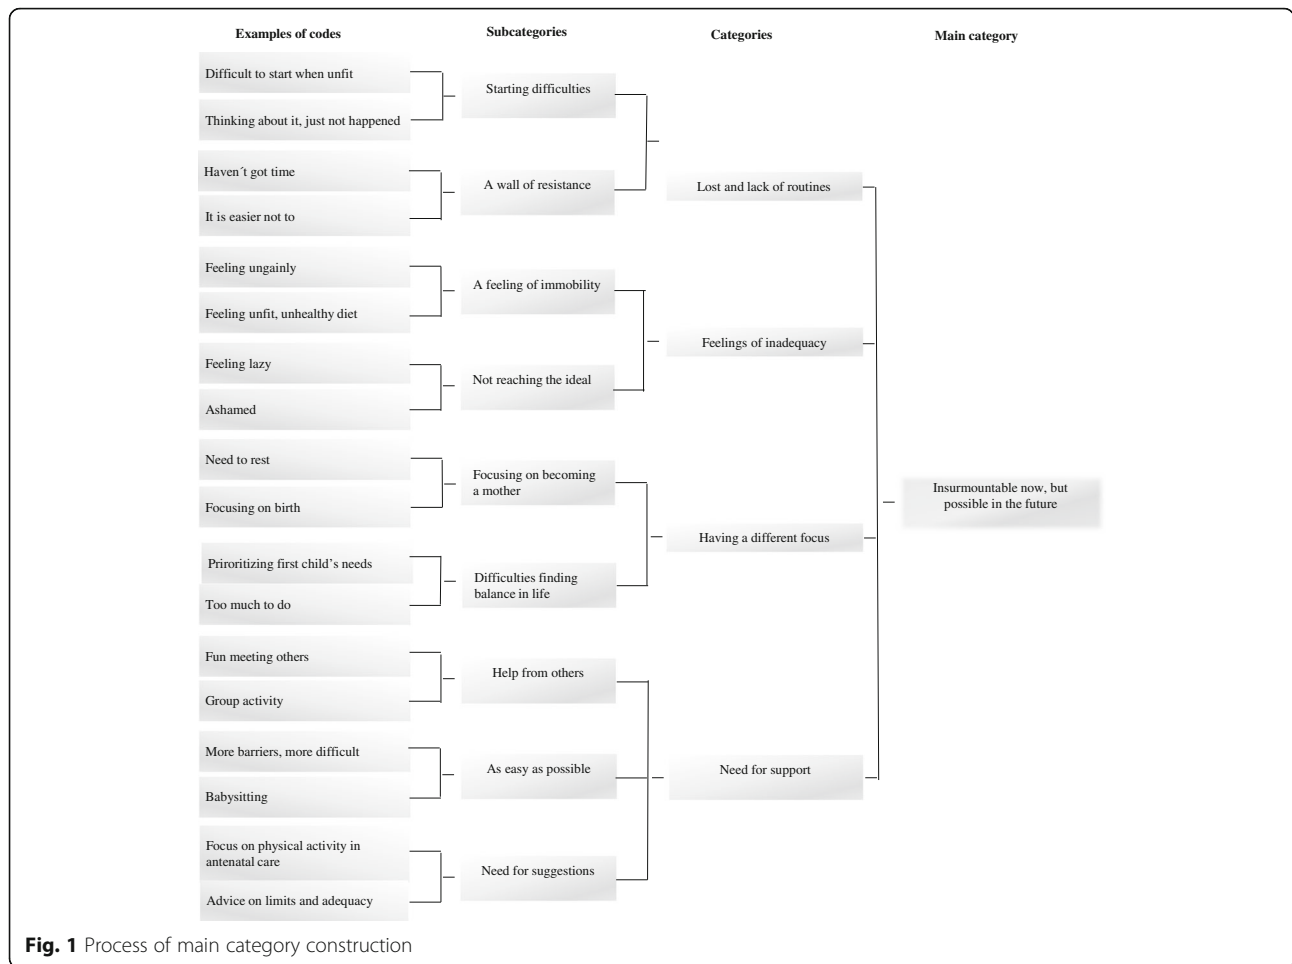 Examples of codes
Subcategories
Categories
Main category
Difficult to start when unfit
Thinking about it, just not happened
Starting difficulties
Haven´t got time
It is easier not to
A wall of resistance
Lost and lack of routines
Feeling ungainly
Feeling unfit, unhealthy diet
A feeling of immobility
Feeling lazy
Ashamed
Not reaching the ideal
Feelings of inadequacy
Need to rest
Focusing on birth
Focusing on becoming
a mother
Priroritizing first child’s needs
Too much to do
Difficulties finding
balance in life
Having a different focus
Fun meeting others
Group activity
Help from others
More barriers, more difficult
Babysitting
As easy as possible
Focus on physical activity in
antenatal care
Advice on limits and adequacy
Need for suggestions
Need for support
Insurmountable now, but
possible in the future
Fig. 1 Process of main category construction